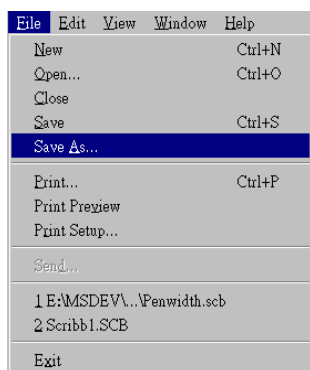 File Edit View Window Help
New Ctrl+N
Open... Ctrl+O
Close
Save Ctrl+S
Save As...
Print... Ctrl+P
Print Preview
Print Setup...
Send...
1 E:\MSDEV\...\Penwidth.scb
2 Scribb1.SCB
Exit